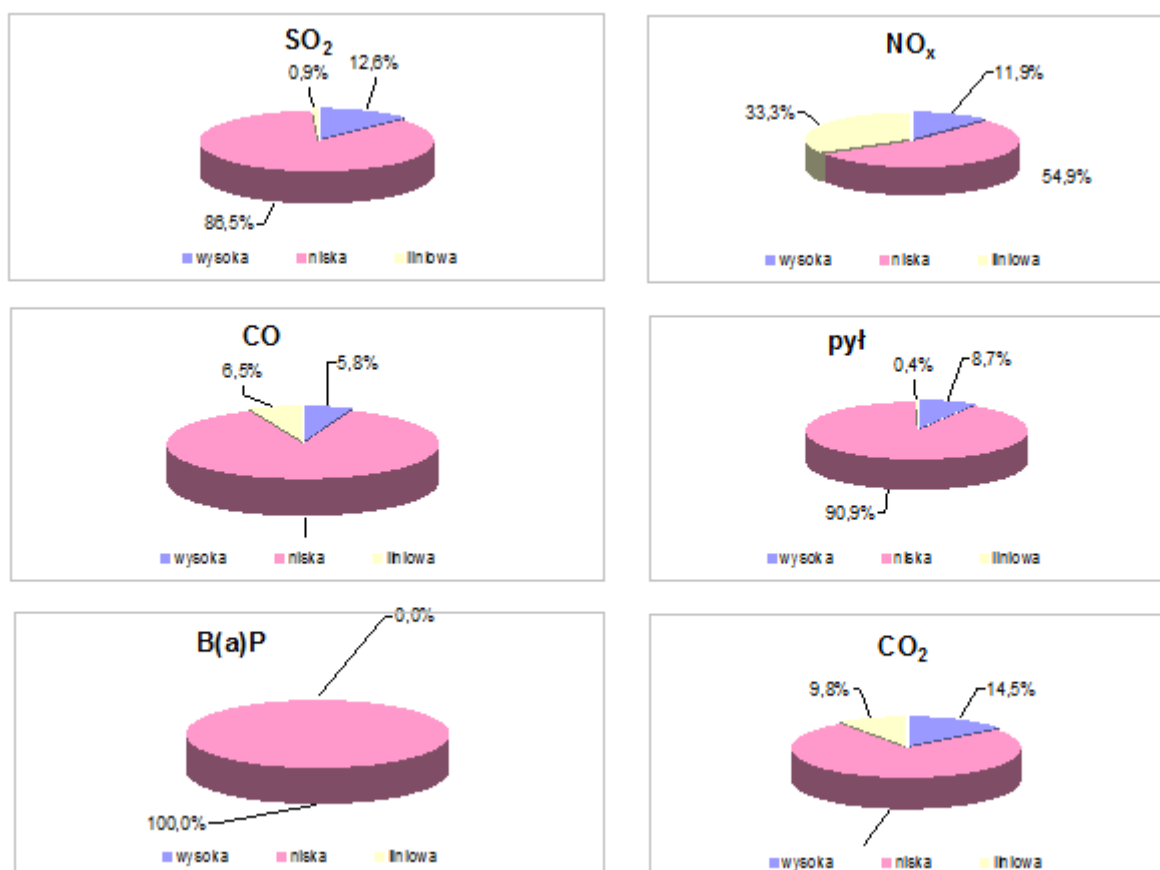 SO₂
0,9%
12,6%
86,5%
wysoka niska liniowa
NOₓ
11,9%
33,3%
54,9%
wysoka niska liniowa
CO
6,5%
5,8%
wysoka niska liniowa
pył
0,4%
8,7%
90,9%
wysoka niska liniowa
B(a)P
0,0%
100,0%
wysoka niska liniowa
CO₂
9,8%
14,5%
wysoka niska liniowa